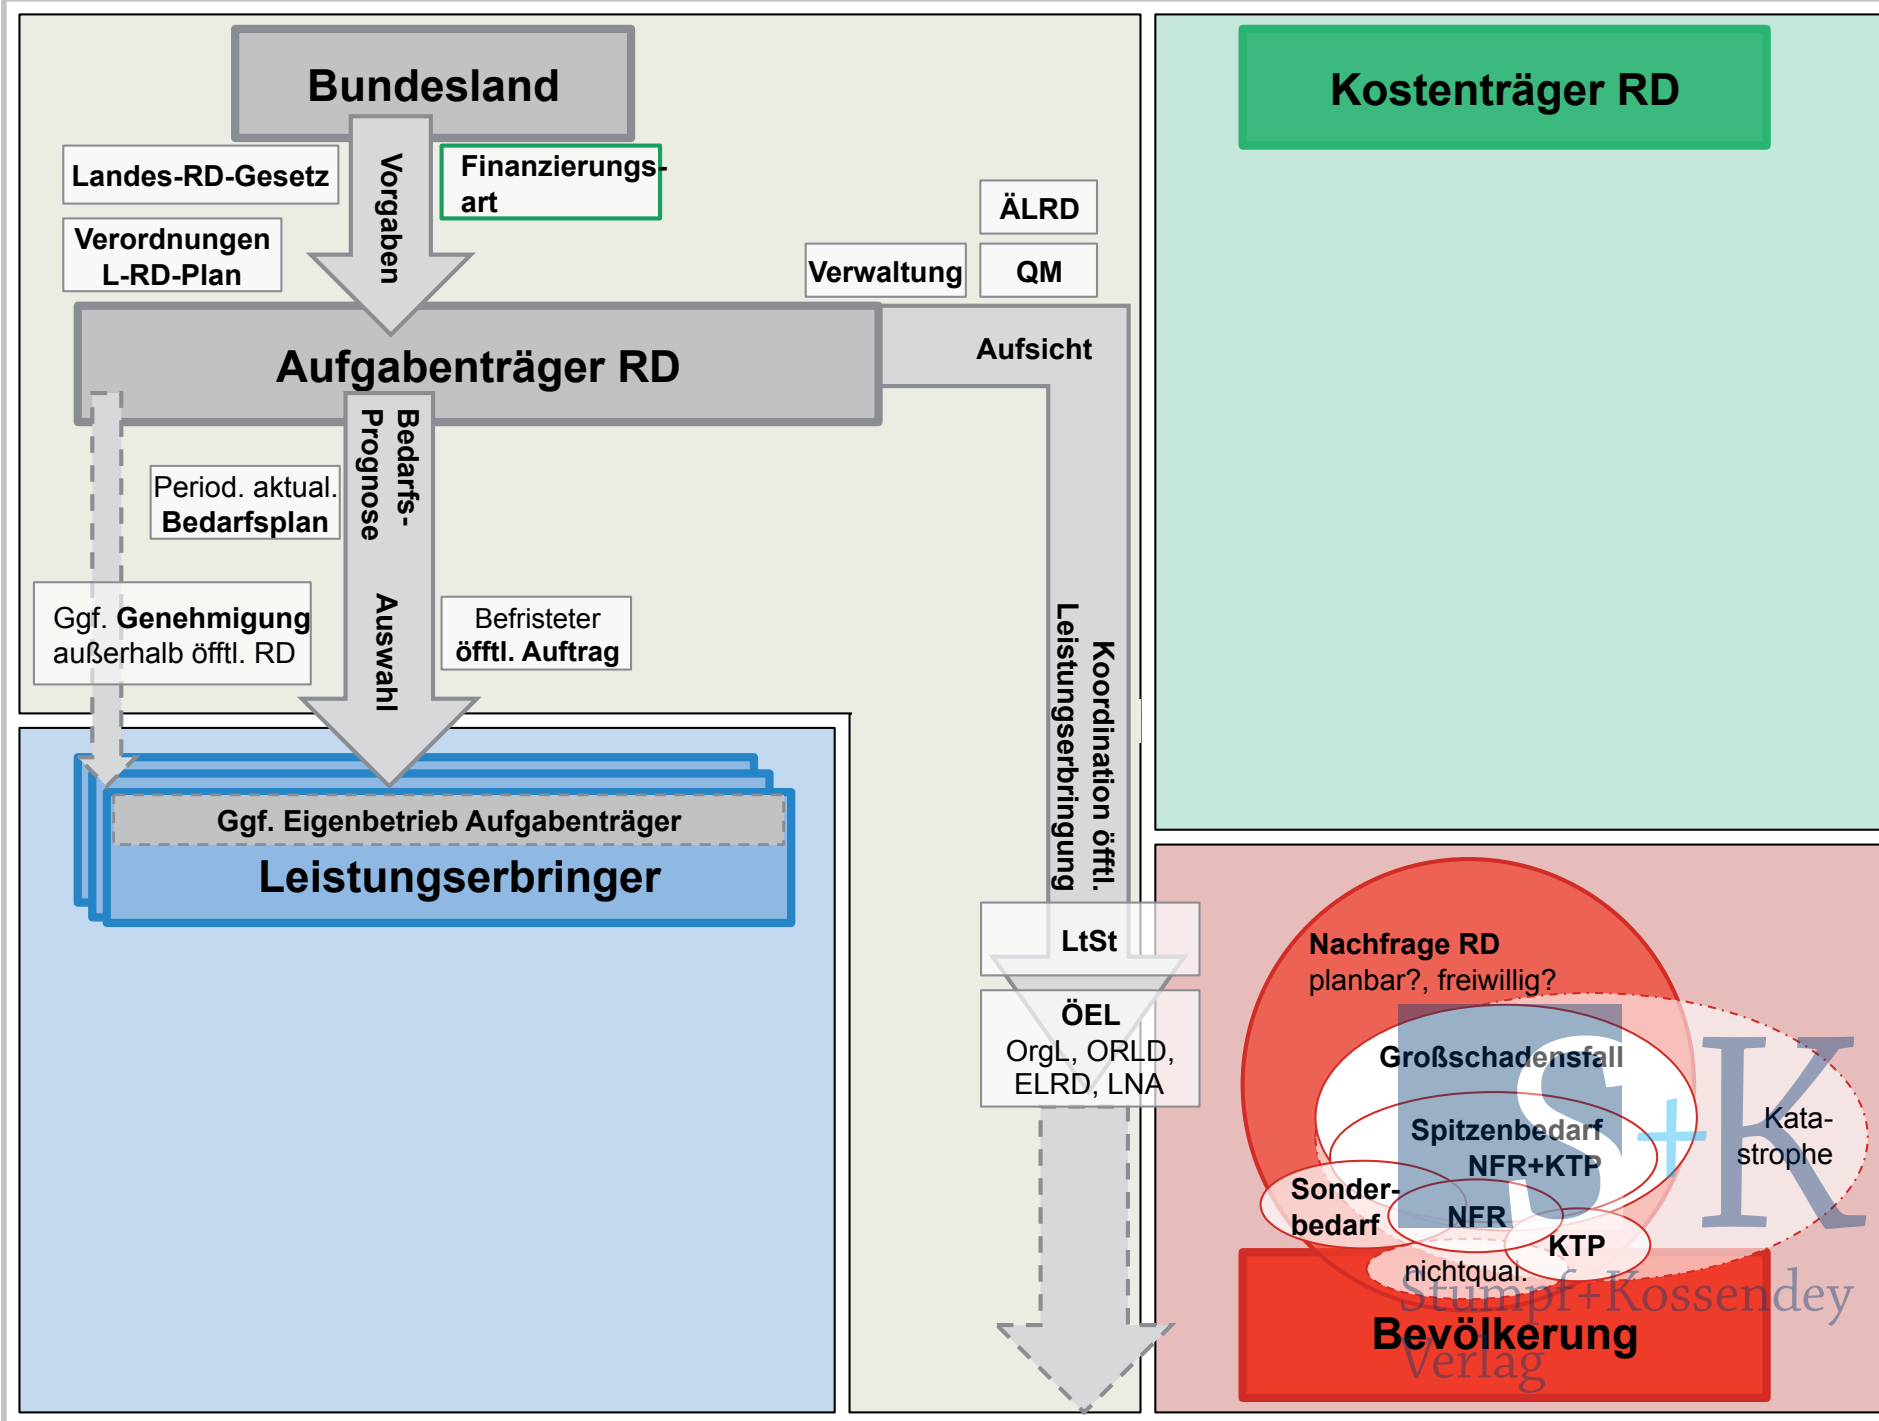 Bundesland
Kostenträger RD
Landes-RD-Gesetz
Vorgaben
Finanzierungs-
art
Verordnungen
L-RD-Plan
ÄLRD
Verwaltung
QM
Aufgabenträger RD
Aufsicht
Bedarfs-
Prognose
Period. aktual.
Bedarfsplan
Ggf. Genehmigung
außerhalb öfftl. RD
Auswahl
Befristeter
öfftl. Auftrag
Koordination öfftl.
Leistungserbringung
Ggf. Eigenbetrieb Aufgabenträger
Leistungserbringer
LtSt
ÖEL
OrgL, ORLD,
ELRD, LNA
Nachfrage RD
planbar?, freiwillig?
Großschadensfall
Spitzenbedarf
NFR+KTP
Kata-
strophe
Sonder-
bedarf
NFR
KTP
nichtqual.
Bevölkerung
S+K
Stumpf+Kossendey
Verlag